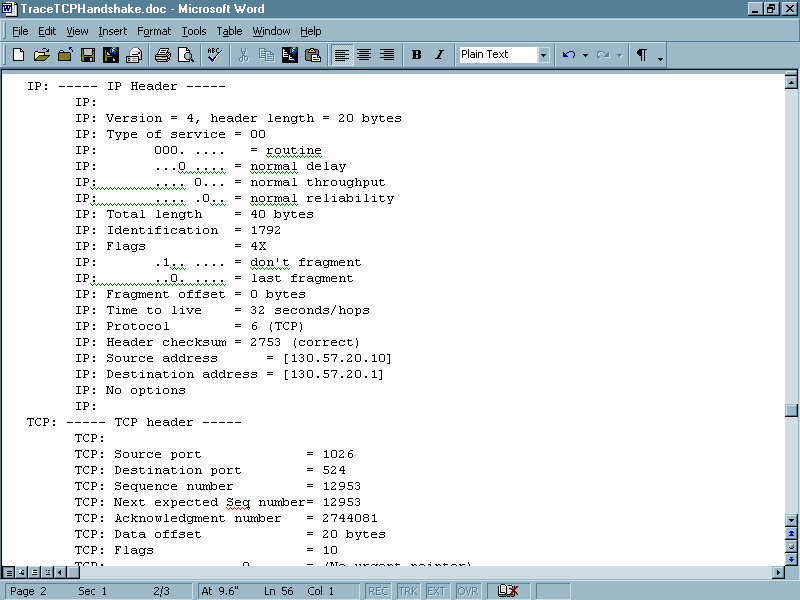 TraceTCPHandshake.doc - Microsoft Word
File Edit View Insert Format Tools Table Window Help
ABC B I Plain Text ¶
IP: ----- IP Header -----
IP:
IP: Version = 4, header length = 20 bytes
IP: Type of service = 00
IP: 000. .... = routine
IP: ...0 .... = normal delay
IP: .... 0... = normal throughput
IP: .... .0.. = normal reliability
IP: Total length = 40 bytes
IP: Identification = 1792
IP: Flags = 4X
IP: .1.. .... = don't fragment
IP: ..0. .... = last fragment
IP: Fragment offset = 0 bytes
IP: Time to live = 32 seconds/hops
IP: Protocol = 6 (TCP)
IP: Header checksum = 2753 (correct)
IP: Source address = [130.57.20.10]
IP: Destination address = [130.57.20.1]
IP: No options
IP:
TCP: ----- TCP header -----
TCP:
TCP: Source port = 1026
TCP: Destination port = 524
TCP: Sequence number = 12953
TCP: Next expected Seq number= 12953
TCP: Acknowledgment number = 2744081
TCP: Data offset = 20 bytes
TCP: Flags = 10
TCP: ..0. .... = (No urgent pointer)
Page 2 Sec 1 2/3 At 9.6" Ln 56 Col 1 REC TRK EXT OVR